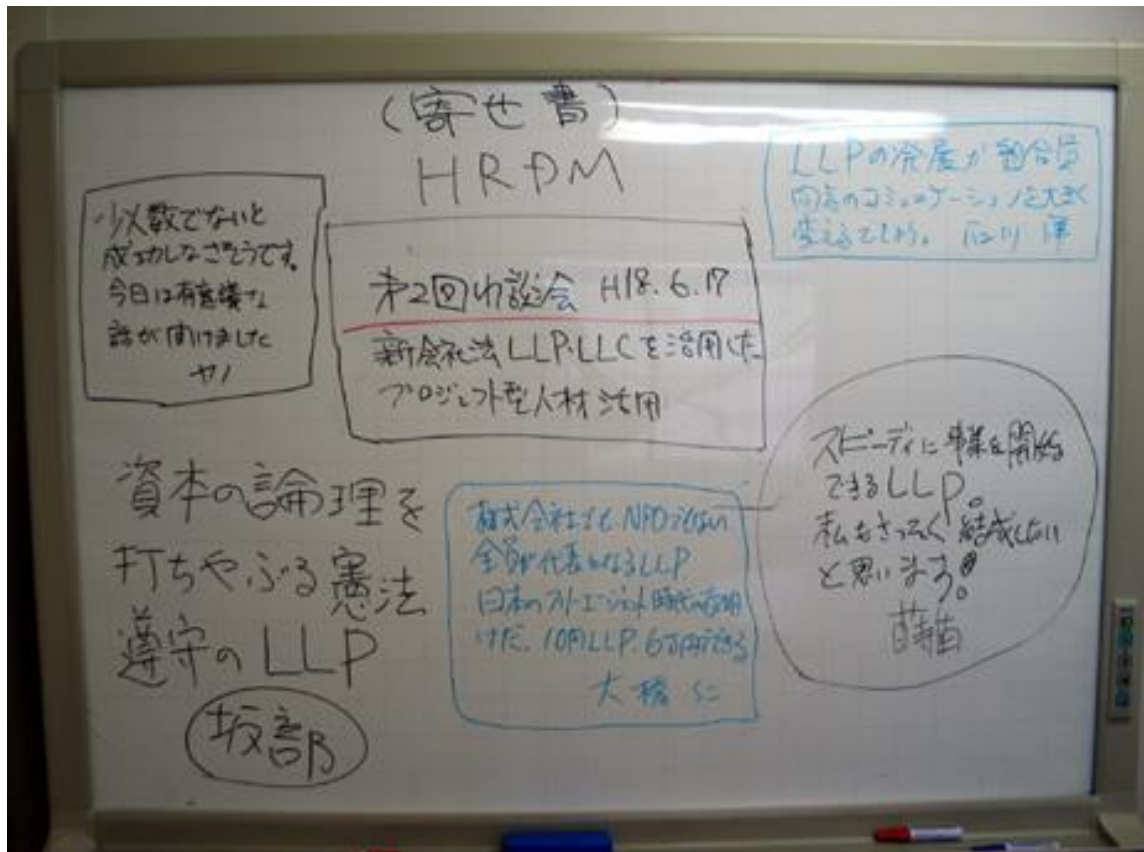 (寄せ書)
HRDM
少人数でないと
成功しなさそうです。
今日は有意義な
話が聞けました
ヤノ
第2回 談会 H18.6.17
新会社法LLP・LLCを活用した
プロジェクト型人材活用
LLPの発展が組合員
同志のコミュニケーションを大きく
変えるでしょう。 石川
資本の論理を
打ちやぶる憲法
遵守のLLP
坂部
株式会社でもNPOでもない
全員が代表となるLLP
日本のフリーエージェント時代の夜明
けだ、10円LLP、6万円できる
大橋 仁
スピーディに事業を開始
できるLLP。
私もさっそく結成したい
と思います!